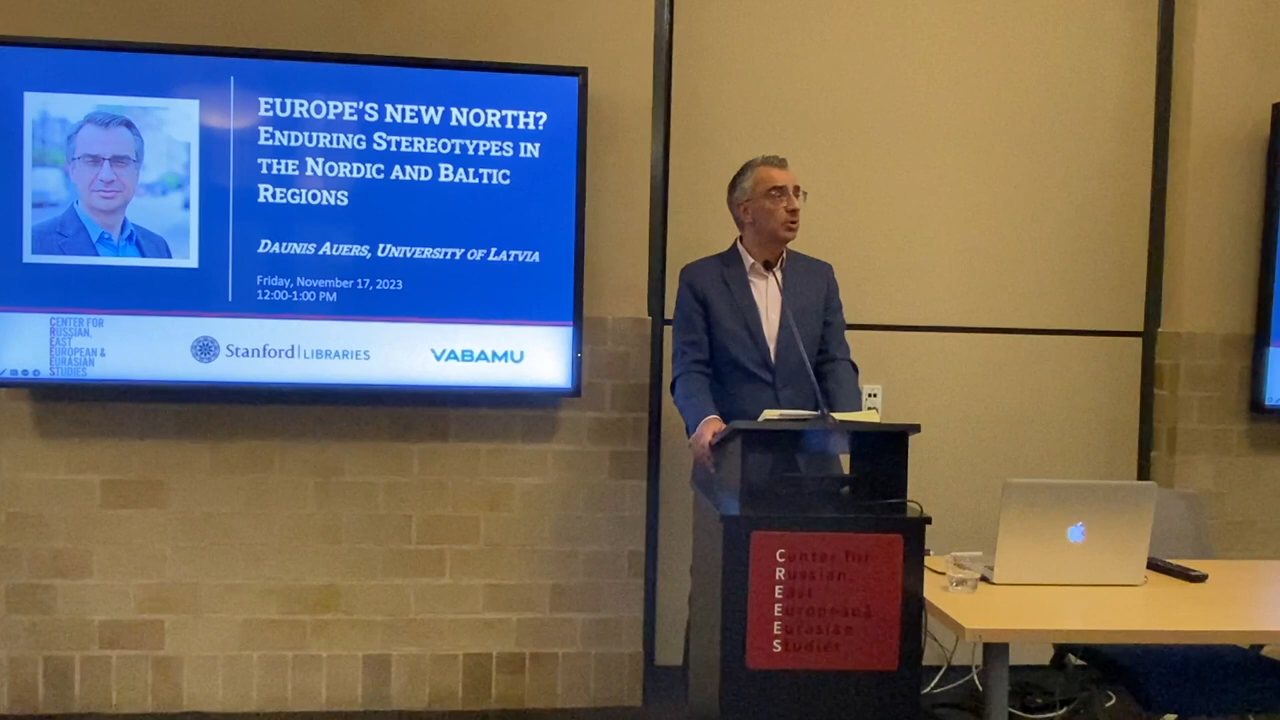 EUROPE'S NEW NORTH?
ENDURING STEREOTYPES IN
THE NORDIC AND BALTIC
REGIONS
DAUNIS AUERS, UNIVERSITY OF LATVIA
Friday, November 17, 2023
12:00-1:00 PM
CENTER FOR
RUSSIAN,
EAST
EUROPEAN &
EURASIAN
STUDIES
Stanford | LIBRARIES
VABAMU
Center for
Russian,
East
European &
Eurasian
Studies